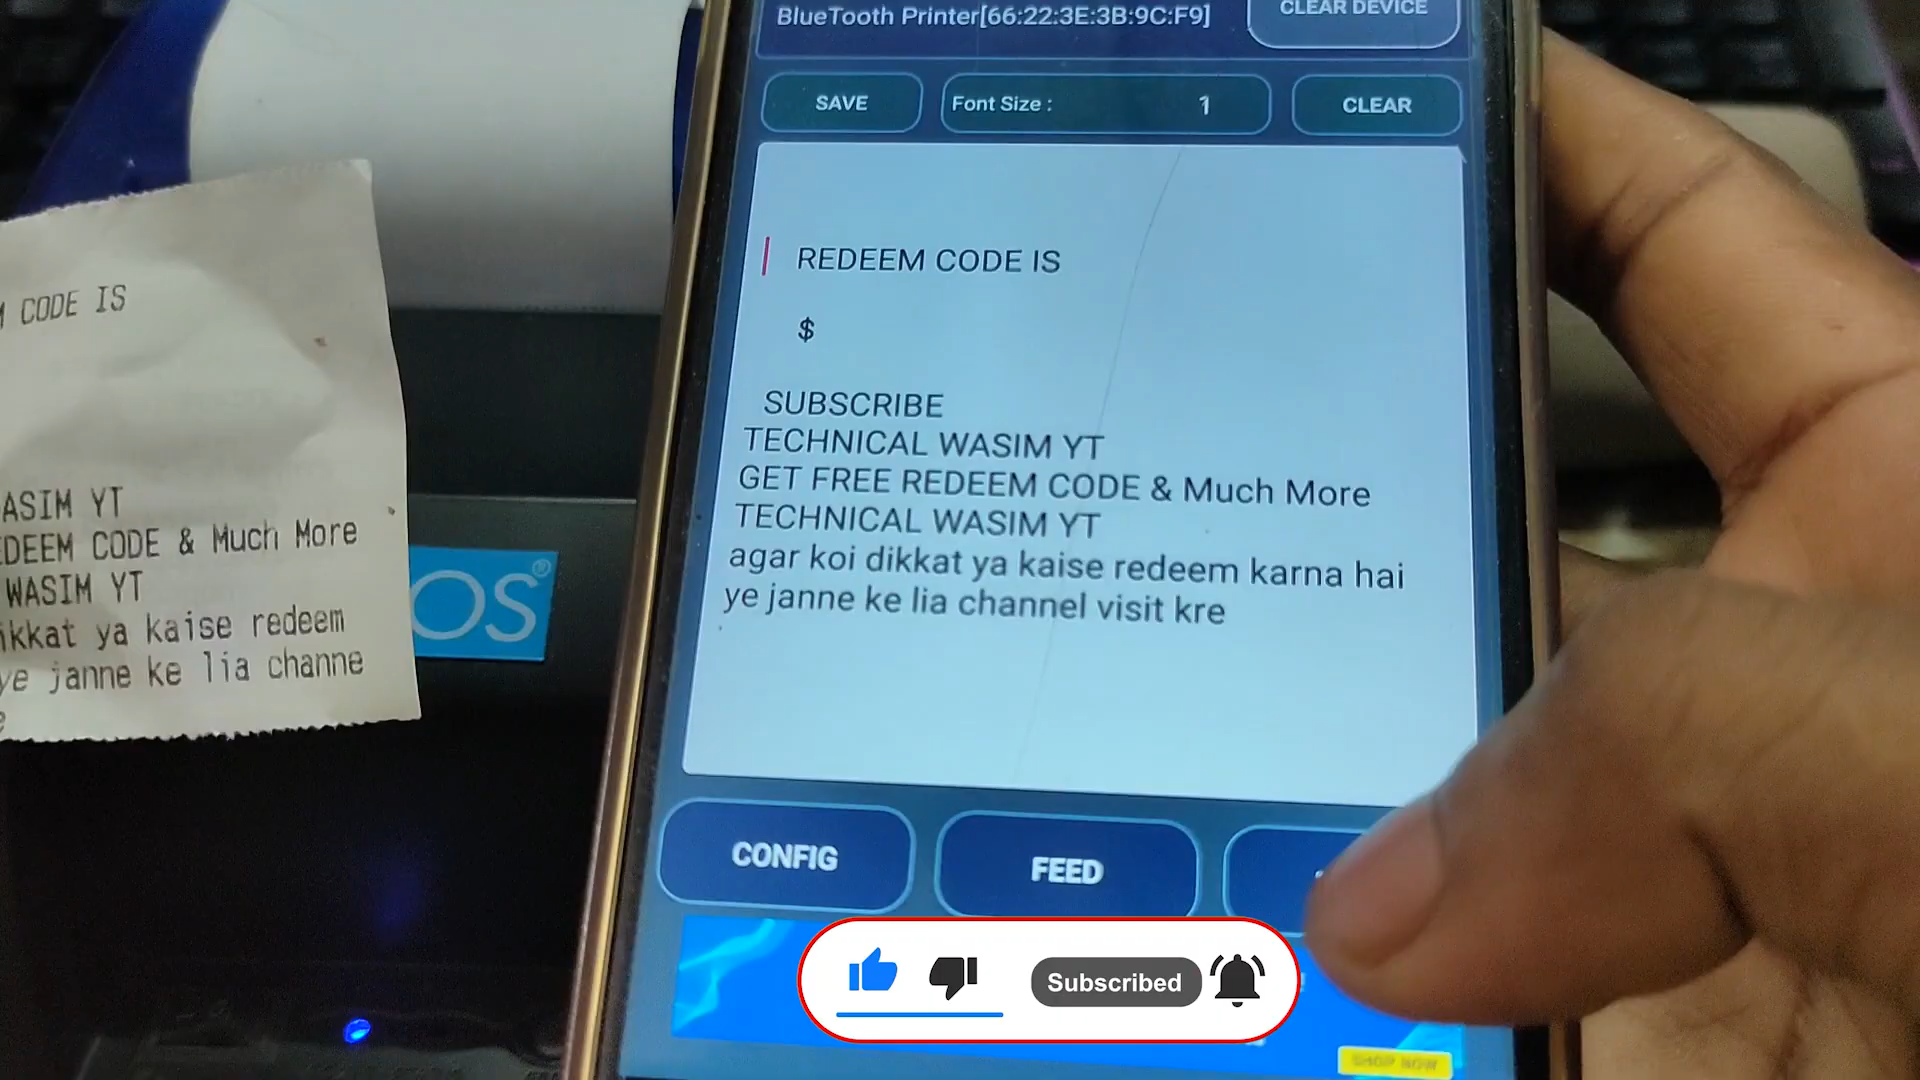 BlueTooth Printer[66:22:3E:3B:9C:F9]
CLEAR DEVICE
SAVE
Font Size : 1
CLEAR
REDEEM CODE IS
$
SUBSCRIBE
TECHNICAL WASIM YT
GET FREE REDEEM CODE & Much More
TECHNICAL WASIM YT
agar koi dikkat ya kaise redeem karna hai
ye janne ke lia channel visit kre
CONFIG
FEED
Subscribed
SHOP NOW
CODE IS
ASIM YT
DEEM CODE & Much More
WASIM YT
ikkat ya kaise redeem
ye janne ke lia channe
e
OS®